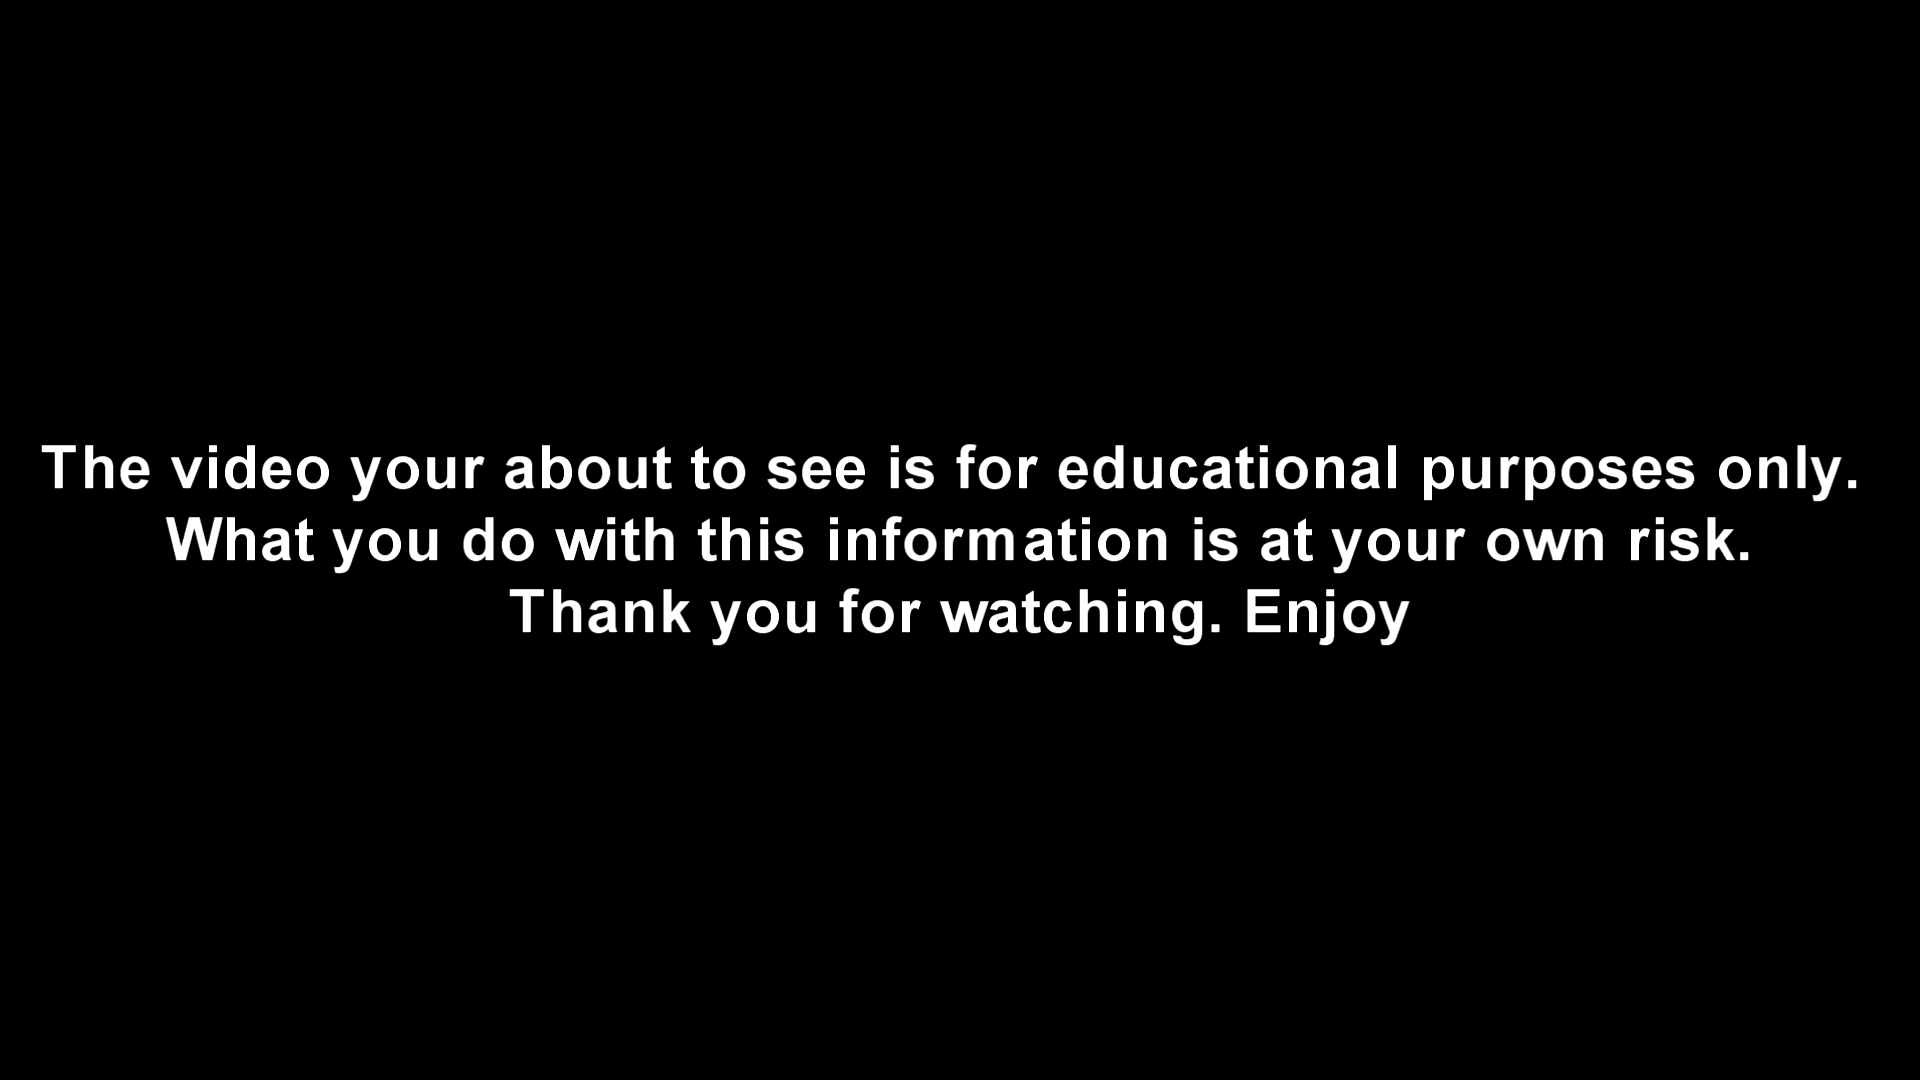 The video your about to see is for educational purposes only.
What you do with this information is at your own risk.
Thank you for watching. Enjoy